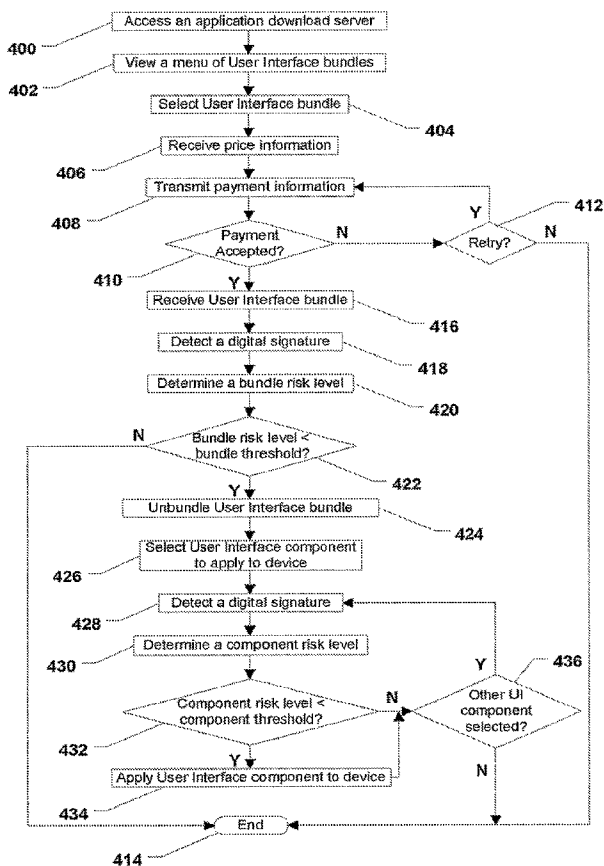 Access an application download server
400
View a menu of User Interface bundles
402
Select User Interface bundle
404
Receive price information
406
Transmit payment information
408
Y
412
Payment
Accepted?
N
Retry?
N
410
Y
Receive User Interface bundle
416
Detect a digital signature
418
Determine a bundle risk level
420
N
Bundle risk level <
bundle threshold?
422
Y
Unbundle User Interface bundle
424
Select User Interface component
to apply to device
426
Detect a digital signature
428
Determine a component risk level
430
Y
436
Component risk level <
component threshold?
N
Other UI
component
selected?
432
Y
N
Apply User Interface component to device
434
End
414